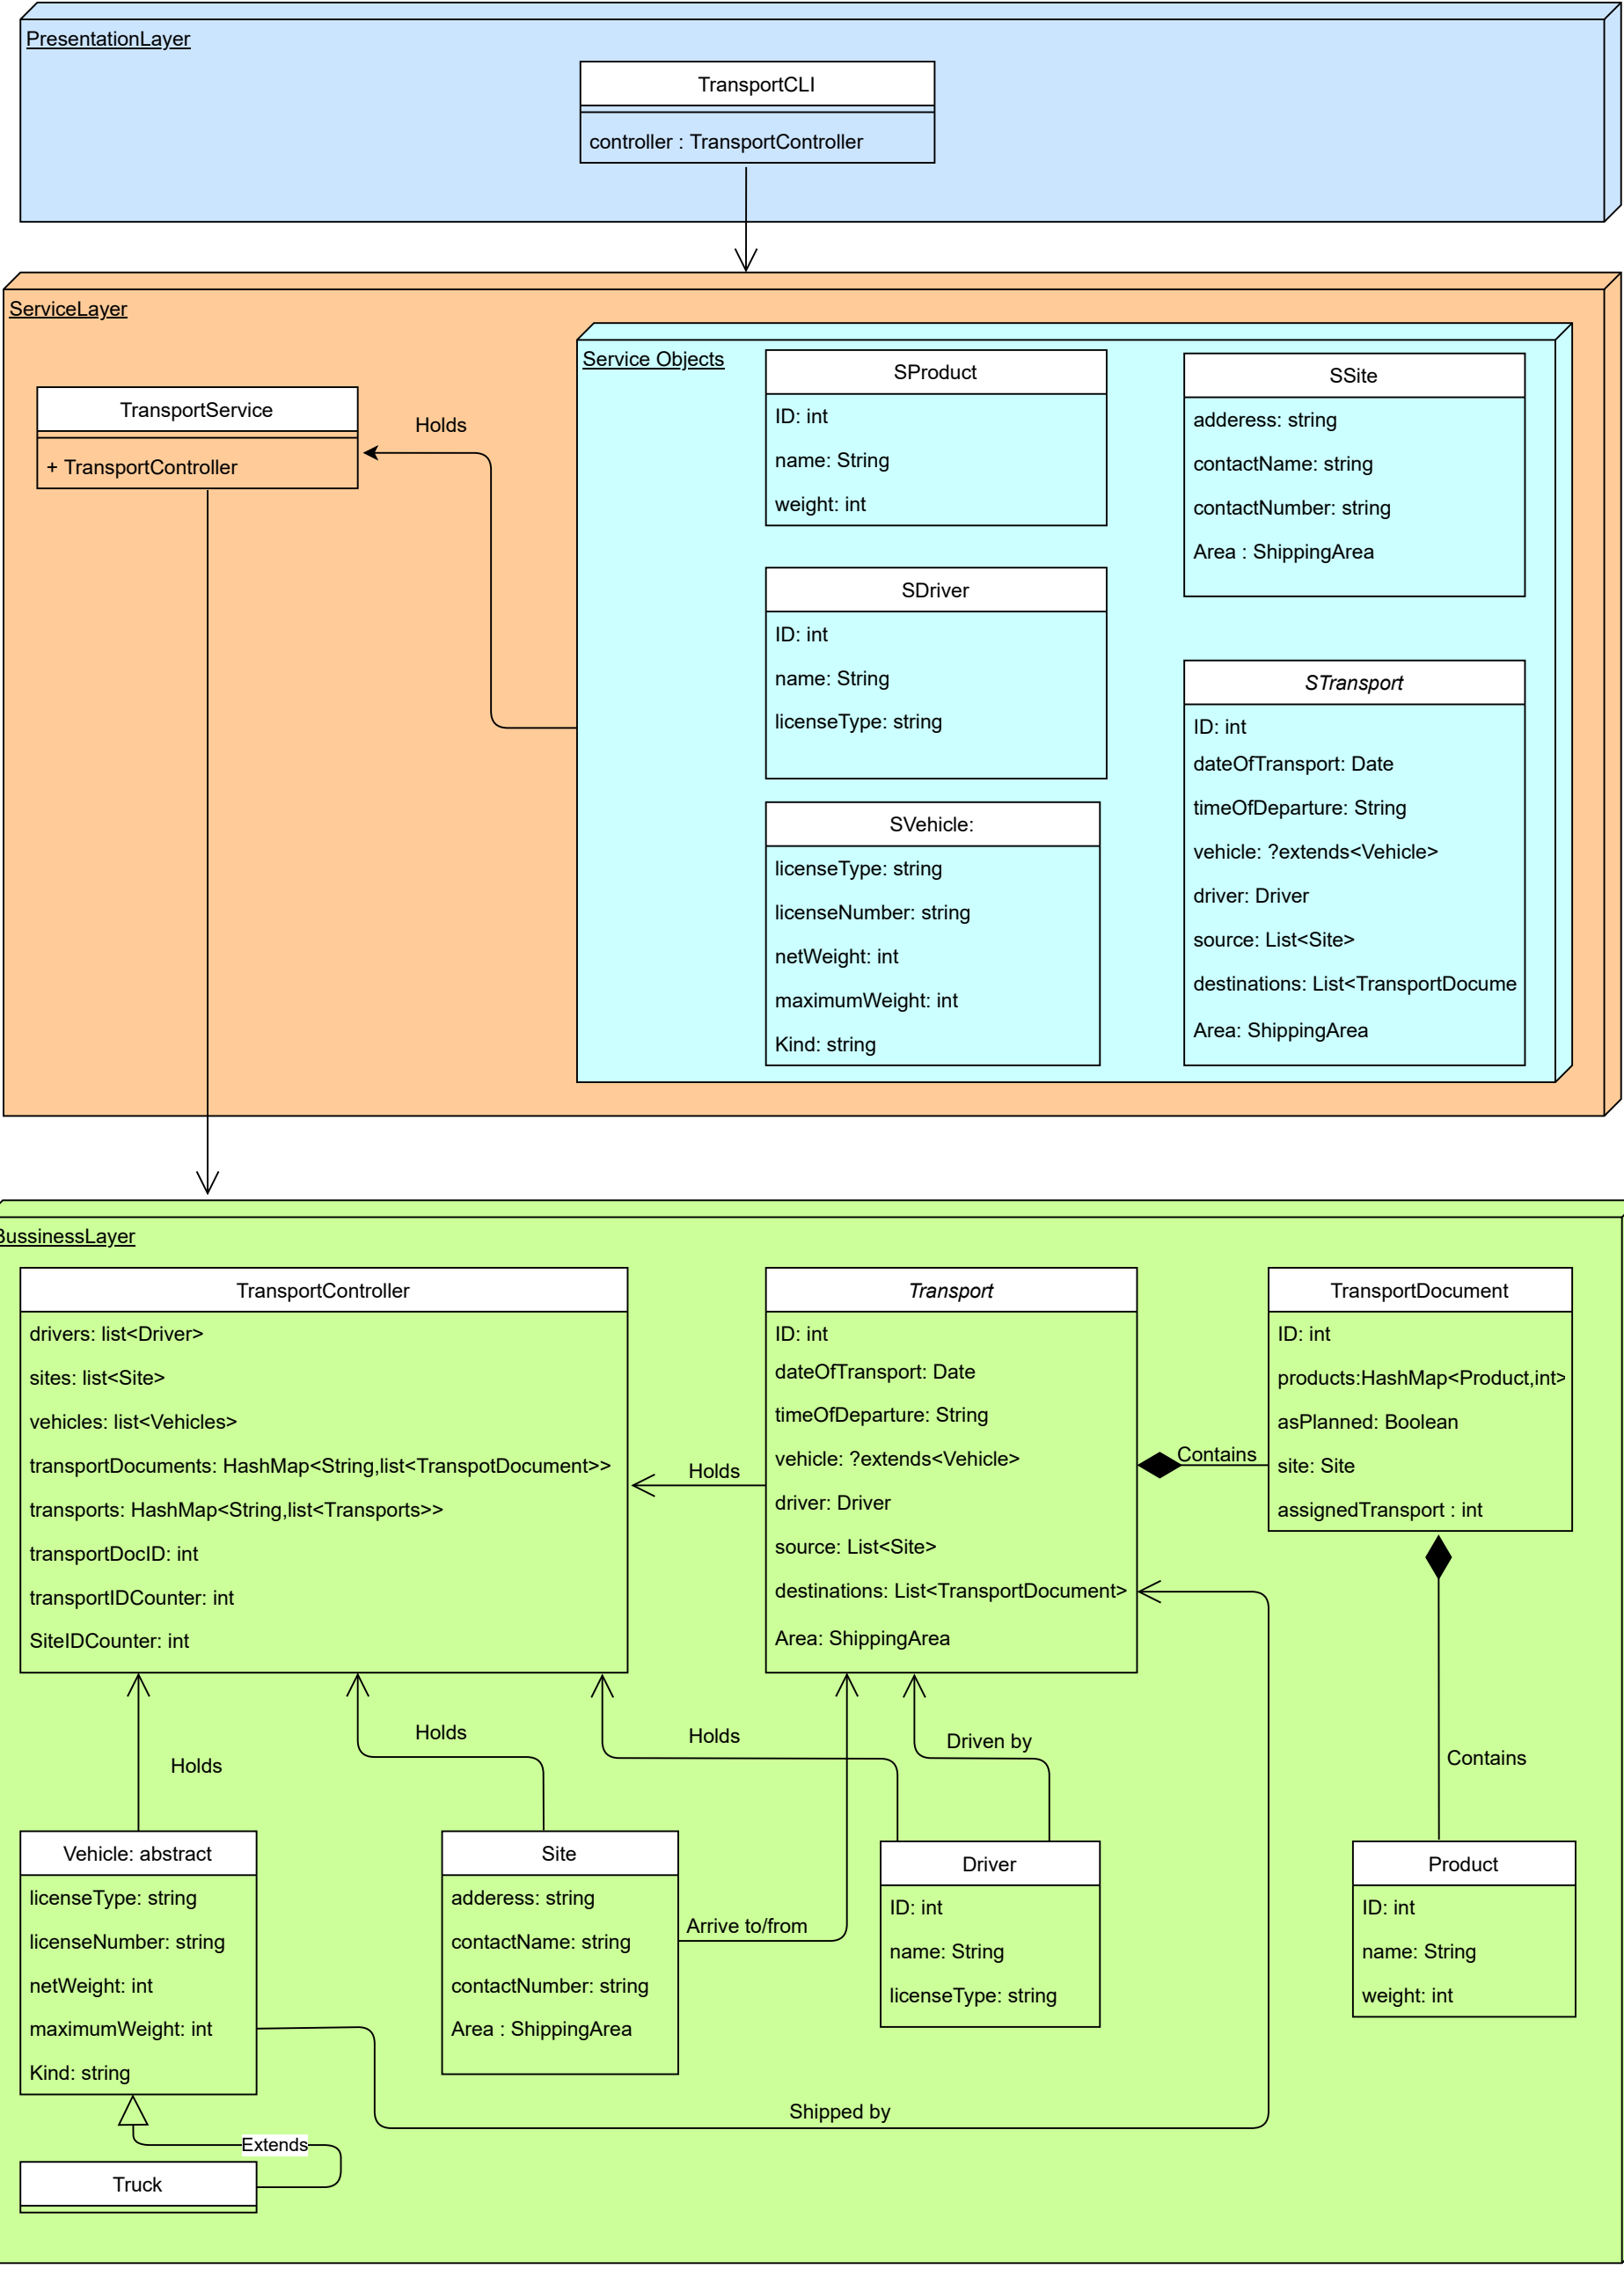 PresentationLayer
TransportCLI
controller : TransportController
ServiceLayer
Service Objects
TransportService
+ TransportController
Holds
SProduct
ID: int
name: String
weight: int
SSite
adderess: string
contactName: string
contactNumber: string
Area : ShippingArea
SDriver
ID: int
name: String
licenseType: string
STransport
ID: int
dateOfTransport: Date
timeOfDeparture: String
vehicle: ?extends<Vehicle>
driver: Driver
source: List<Site>
destinations: List<TransportDocume
Area: ShippingArea
SVehicle:
licenseType: string
licenseNumber: string
netWeight: int
maximumWeight: int
Kind: string
BussinessLayer
TransportController
drivers: list<Driver>
sites: list<Site>
vehicles: list<Vehicles>
transportDocuments: HashMap<String,list<TranspotDocument>>
transports: HashMap<String,list<Transports>>
transportDocID: int
transportIDCounter: int
SiteIDCounter: int
Holds
Transport
ID: int
dateOfTransport: Date
timeOfDeparture: String
vehicle: ?extends<Vehicle>
driver: Driver
source: List<Site>
destinations: List<TransportDocument>
Area: ShippingArea
Contains
TransportDocument
ID: int
products:HashMap<Product,int>
asPlanned: Boolean
site: Site
assignedTransport : int
Holds
Holds
Holds
Driven by
Contains
Vehicle: abstract
licenseType: string
licenseNumber: string
netWeight: int
maximumWeight: int
Kind: string
Site
adderess: string
contactName: string
contactNumber: string
Area : ShippingArea
Arrive to/from
Driver
ID: int
name: String
licenseType: string
Product
ID: int
name: String
weight: int
Shipped by
Extends
Truck